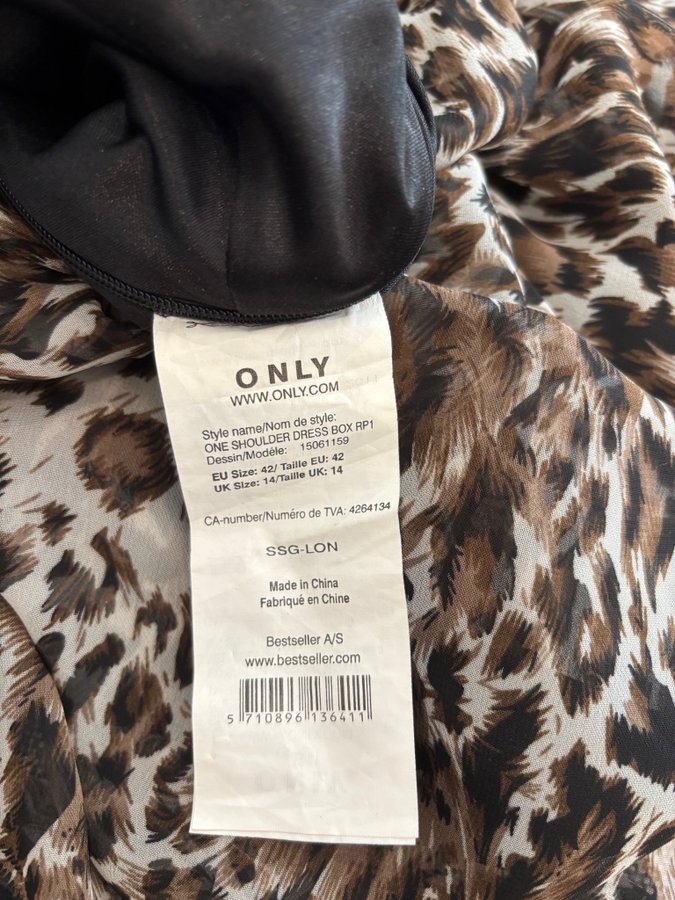 ONLY
WWW.ONLY.COM
Style name/Nom de style:
ONE SHOULDER DRESS BOX RP1
Dessin/Modèle: 15061159
EU Size: 42/ Taille EU: 42
UK Size: 14/Taille UK: 14
CA-number/Numéro de TVA: 4264134
SSG-LON
Made in China
Fabriqué en Chine
Bestseller A/S
www.bestseller.com
5 710896 136411